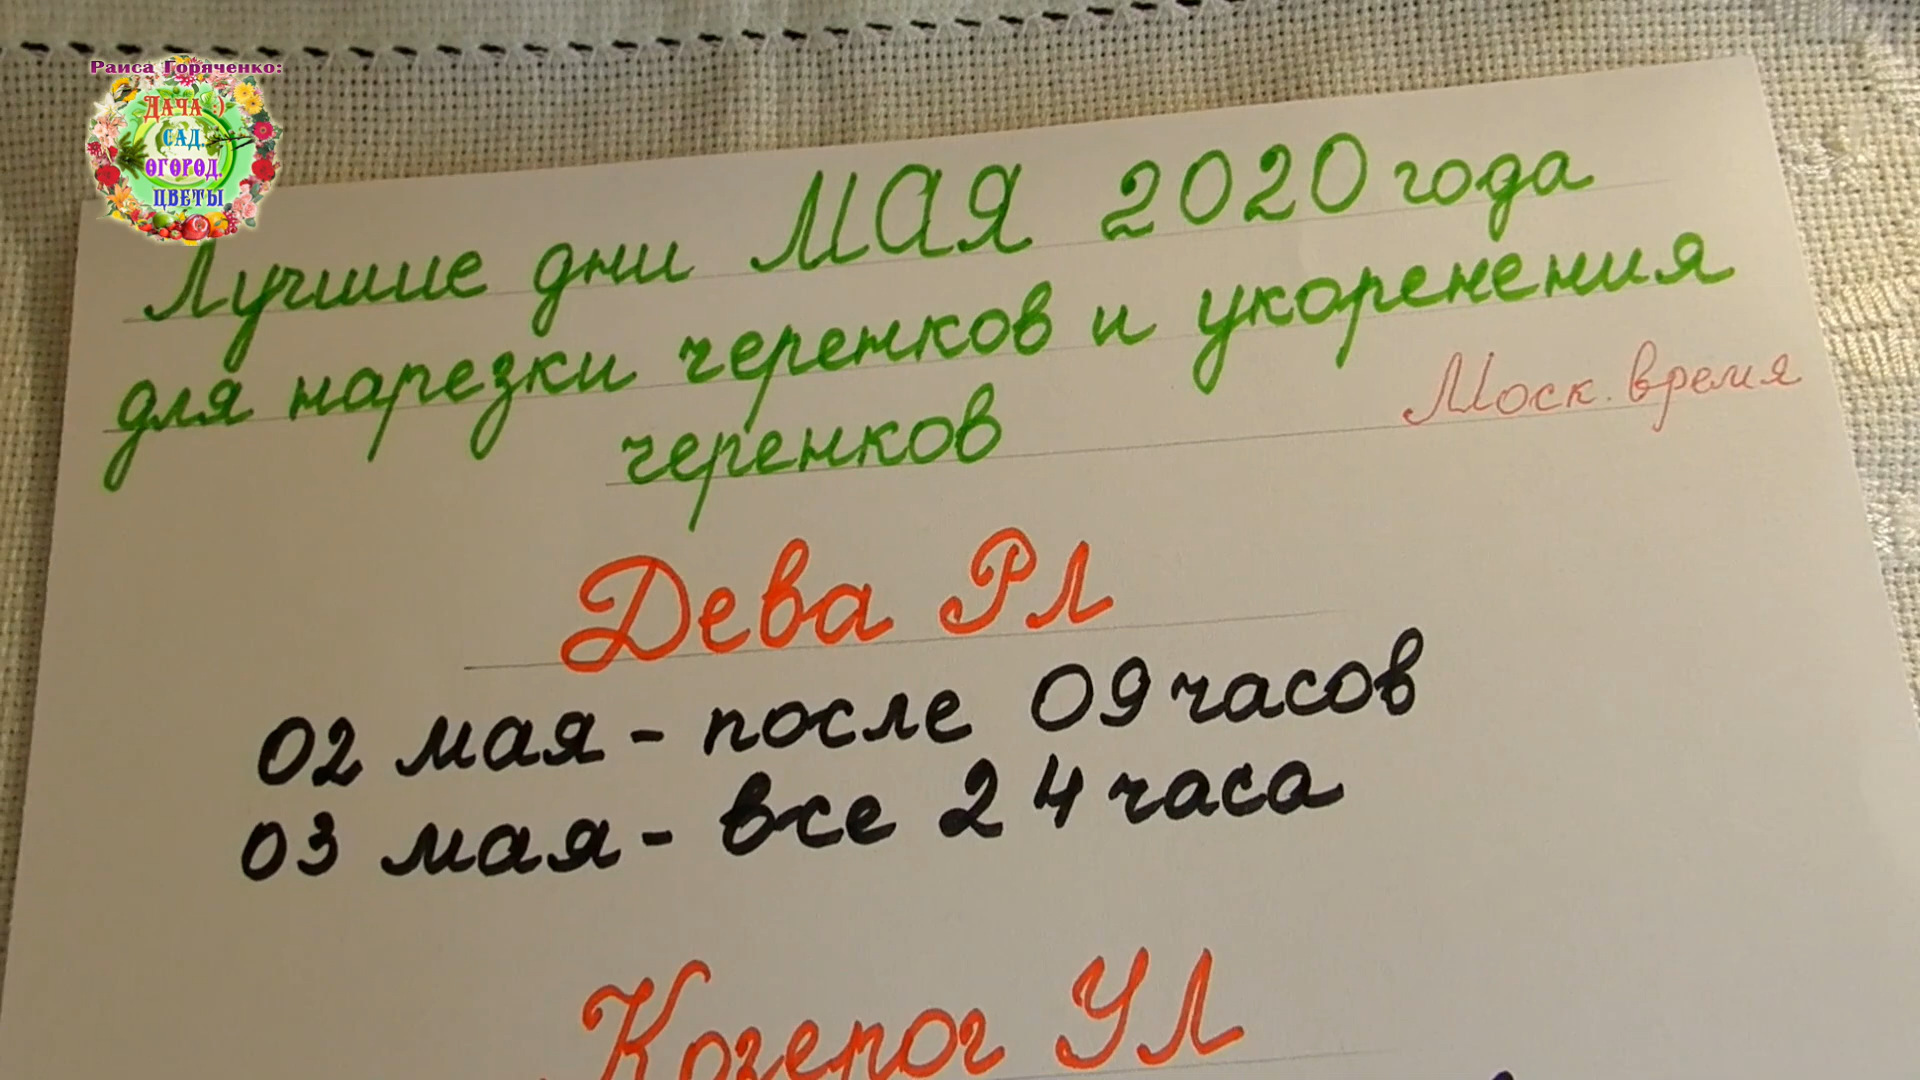 Раиса Горяченко:
Дача :)
сад,
огород,
цветы
Лучшие дни МАЯ 2020 года
для нарезки черенков и укоренения
черенков
Моск. время
Дева РЛ
02 мая - после 09 часов
03 мая - все 24 часа
Козерог УЛ